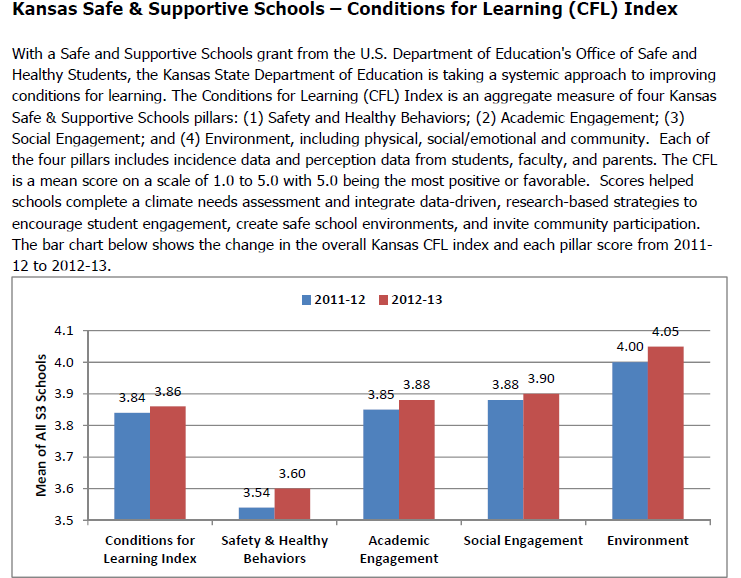 Kansas Safe & Supportive Schools – Conditions for Learning (CFL) Index
With a Safe and Supportive Schools grant from the U.S. Department of Education's Office of Safe and
Healthy Students, the Kansas State Department of Education is taking a systemic approach to improving
conditions for learning. The Conditions for Learning (CFL) Index is an aggregate measure of four Kansas
Safe & Supportive Schools pillars: (1) Safety and Healthy Behaviors; (2) Academic Engagement; (3)
Social Engagement; and (4) Environment, including physical, social/emotional and community.  Each of
the four pillars includes incidence data and perception data from students, faculty, and parents. The CFL
is a mean score on a scale of 1.0 to 5.0 with 5.0 being the most positive or favorable.  Scores helped
schools complete a climate needs assessment and integrate data-driven, research-based strategies to
encourage student engagement, create safe school environments, and invite community participation.
The bar chart below shows the change in the overall Kansas CFL index and each pillar score from 2011-
12 to 2012-13.
2011-12 2012-13
Mean of All S3 Schools
4.1
4.0
3.9
3.8
3.7
3.6
3.5
3.84 3.86
3.54 3.60
3.85 3.88
3.88 3.90
4.00 4.05
Conditions for
Learning Index
Safety & Healthy
Behaviors
Academic
Engagement
Social Engagement
Environment